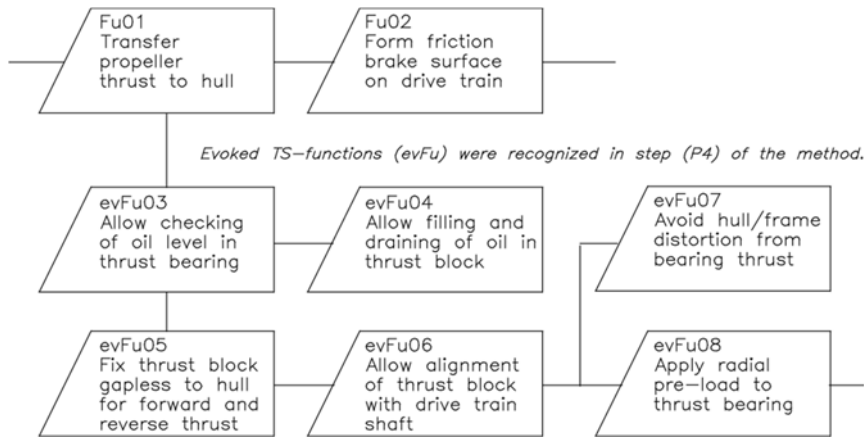 Fu01
Transfer
propeller
thrust to hull
Fu02
Form friction
brake surface
on drive train
Evoked TS-functions (evFu) were recognized in step (P4) of the method.
evFu03
Allow checking
of oil level in
thrust bearing
evFu04
Allow filling and
draining of oil in
thrust block
evFu07
Avoid hull/frame
distortion from
bearing thrust
evFu05
Fix thrust block
gapless to hull
for forward and
reverse thrust
evFu06
Allow alignment
of thrust block
with drive train
shaft
evFu08
Apply radial
pre-load to
thrust bearing